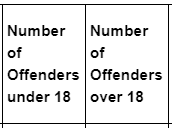 Number
of
Offenders
under 18
Number
of
Offenders
over 18